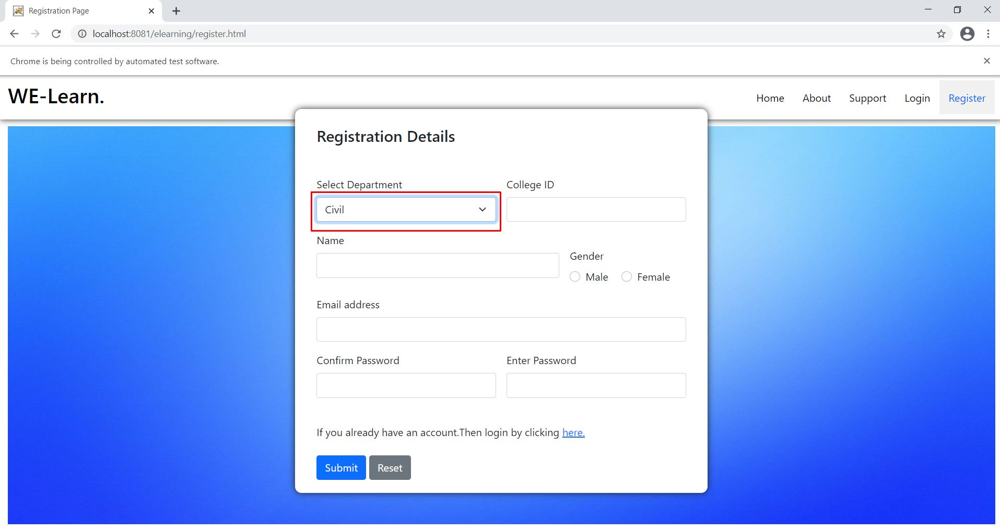 Registration Page
localhost:8081/elearning/register.html
Chrome is being controlled by automated test software.
WE-Learn.
Home About Support Login Register
Registration Details
Select Department College ID
Civil
Name
Gender
Male Female
Email address
Confirm Password Enter Password
If you already have an account.Then login by clicking here.
Submit Reset